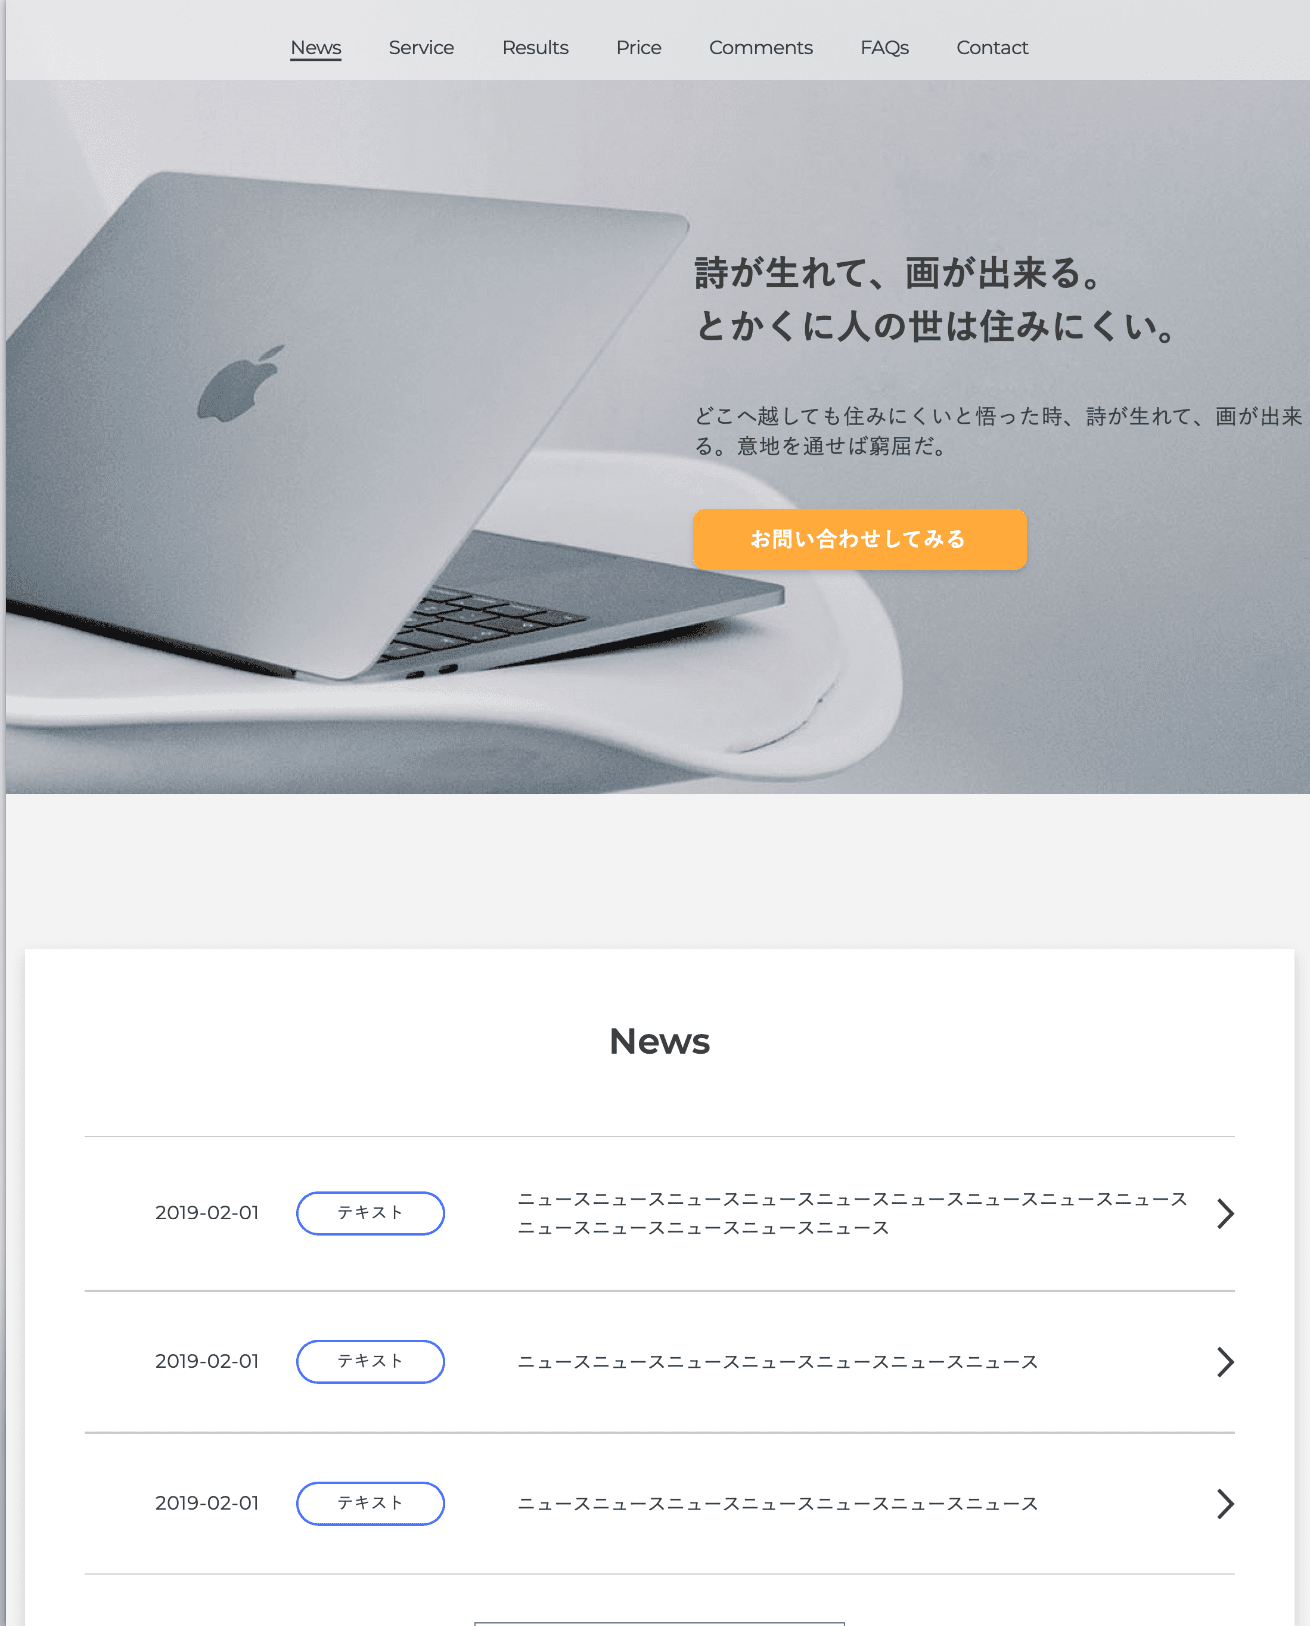 News Service Results Price Comments FAQs Contact
詩が生れて、画が出来る。
とかくに人の世は住みにくい。
どこへ越しても住みにくいと悟った時、詩が生れて、画が出来
る。意地を通せば窮屈だ。
お問い合わせしてみる
News
2019-02-01 テキスト ニュースニュースニュースニュースニュースニュースニュースニュースニュース
ニュースニュースニュースニュースニュース
2019-02-01 テキスト ニュースニュースニュースニュースニュースニュースニュース
2019-02-01 テキスト ニュースニュースニュースニュースニュースニュースニュース